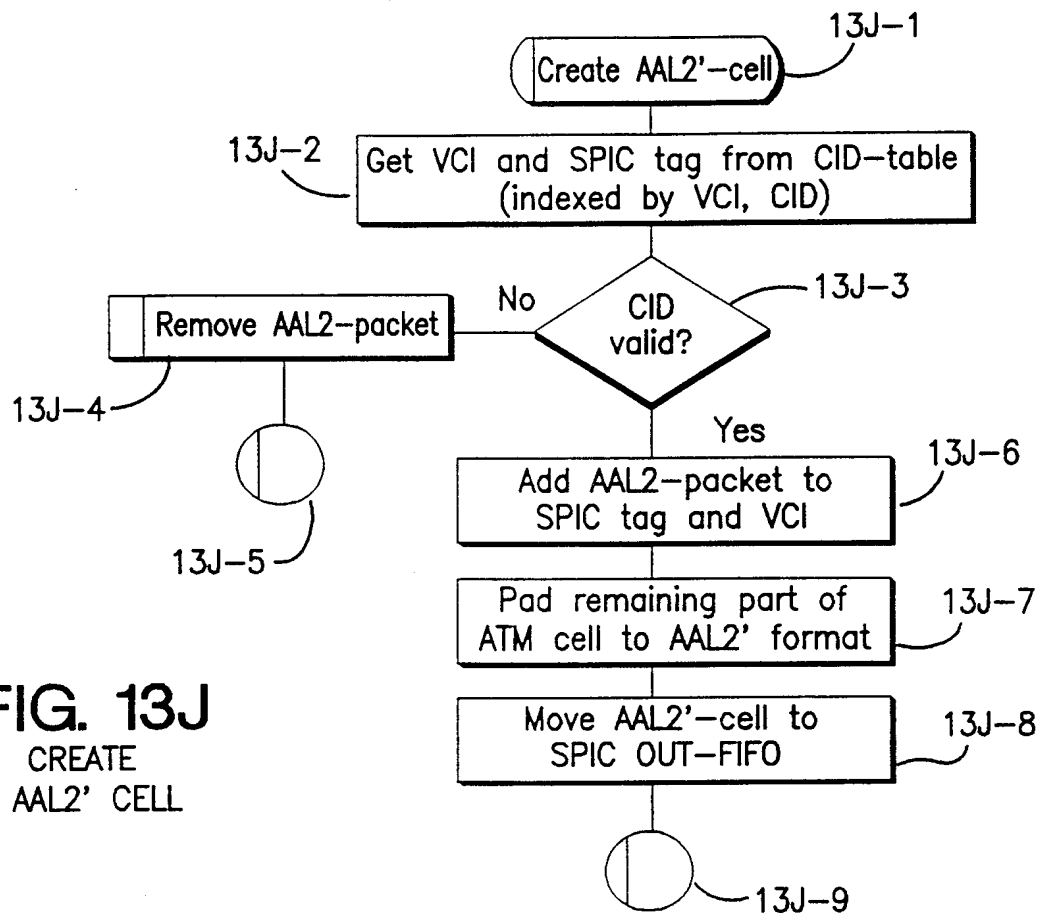 13J-1
Create AAL2'-cell
13J-2
Get VCI and SPIC tag from CID-table
(indexed by VCI, CID)
13J-3
No
CID
valid?
Remove AAL2-packet
13J-4
Yes
13J-6
Add AAL2-packet to
SPIC tag and VCI
13J-5
Pad remaining part of
ATM cell to AAL2' format
13J-7
FIG. 13J
CREATE
AAL2' CELL
Move AAL2'-cell to
SPIC OUT-FIFO
13J-8
13J-9